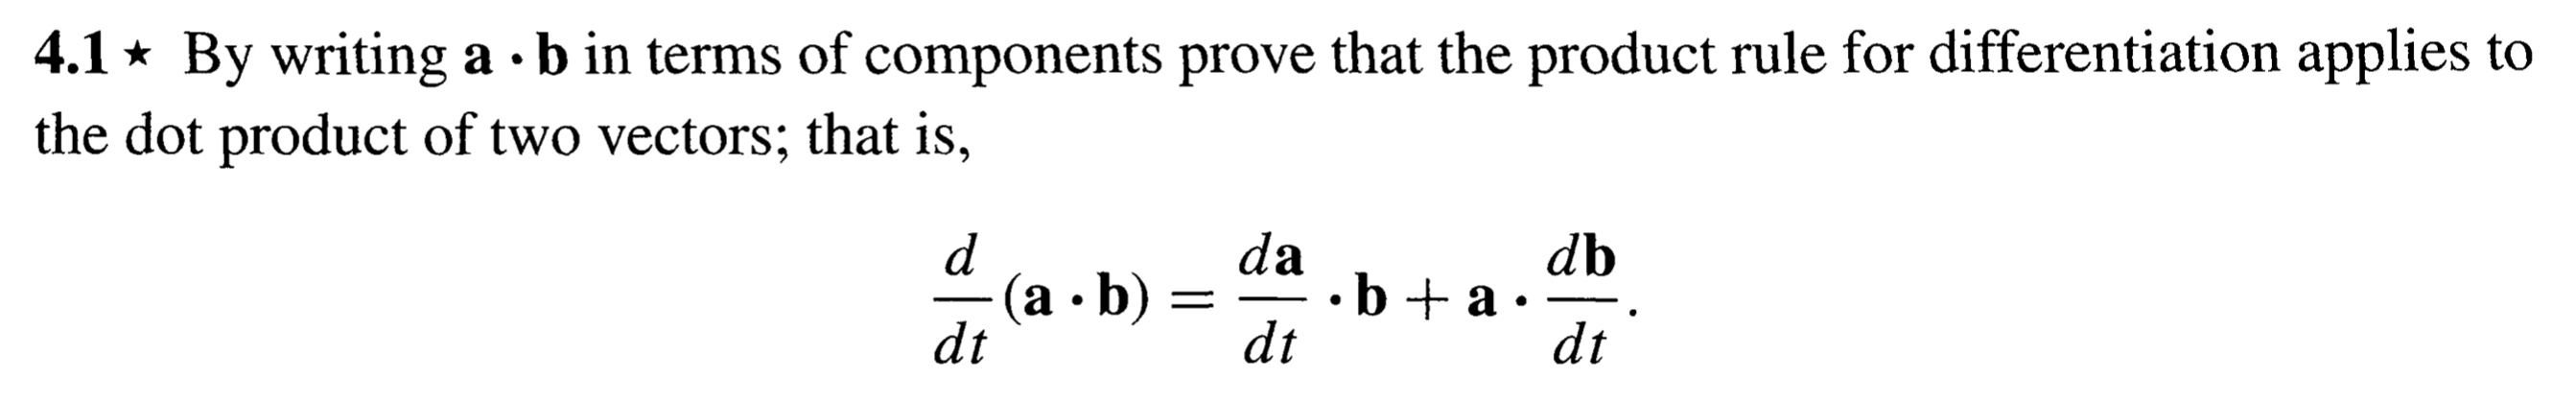 4.1 ★ By writing a · b in terms of components prove that the product rule for differentiation applies to
the dot product of two vectors; that is,
d/dt (a · b) = da/dt · b + a · db/dt.